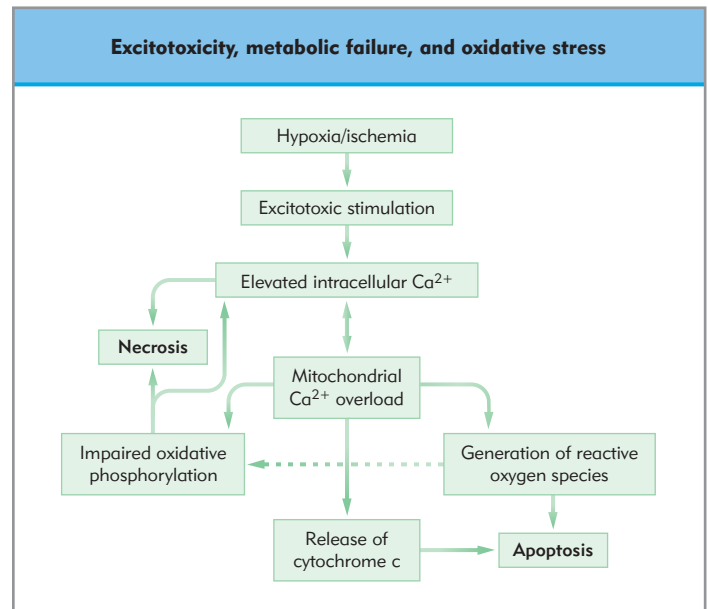 Excitotoxicity, metabolic failure, and oxidative stress
Hypoxia/ischemia
Excitotoxic stimulation
Elevated intracellular Ca²⁺
Necrosis
Mitochondrial
Ca²⁺ overload
Impaired oxidative
phosphorylation
Generation of reactive
oxygen species
Release of
cytochrome c
Apoptosis